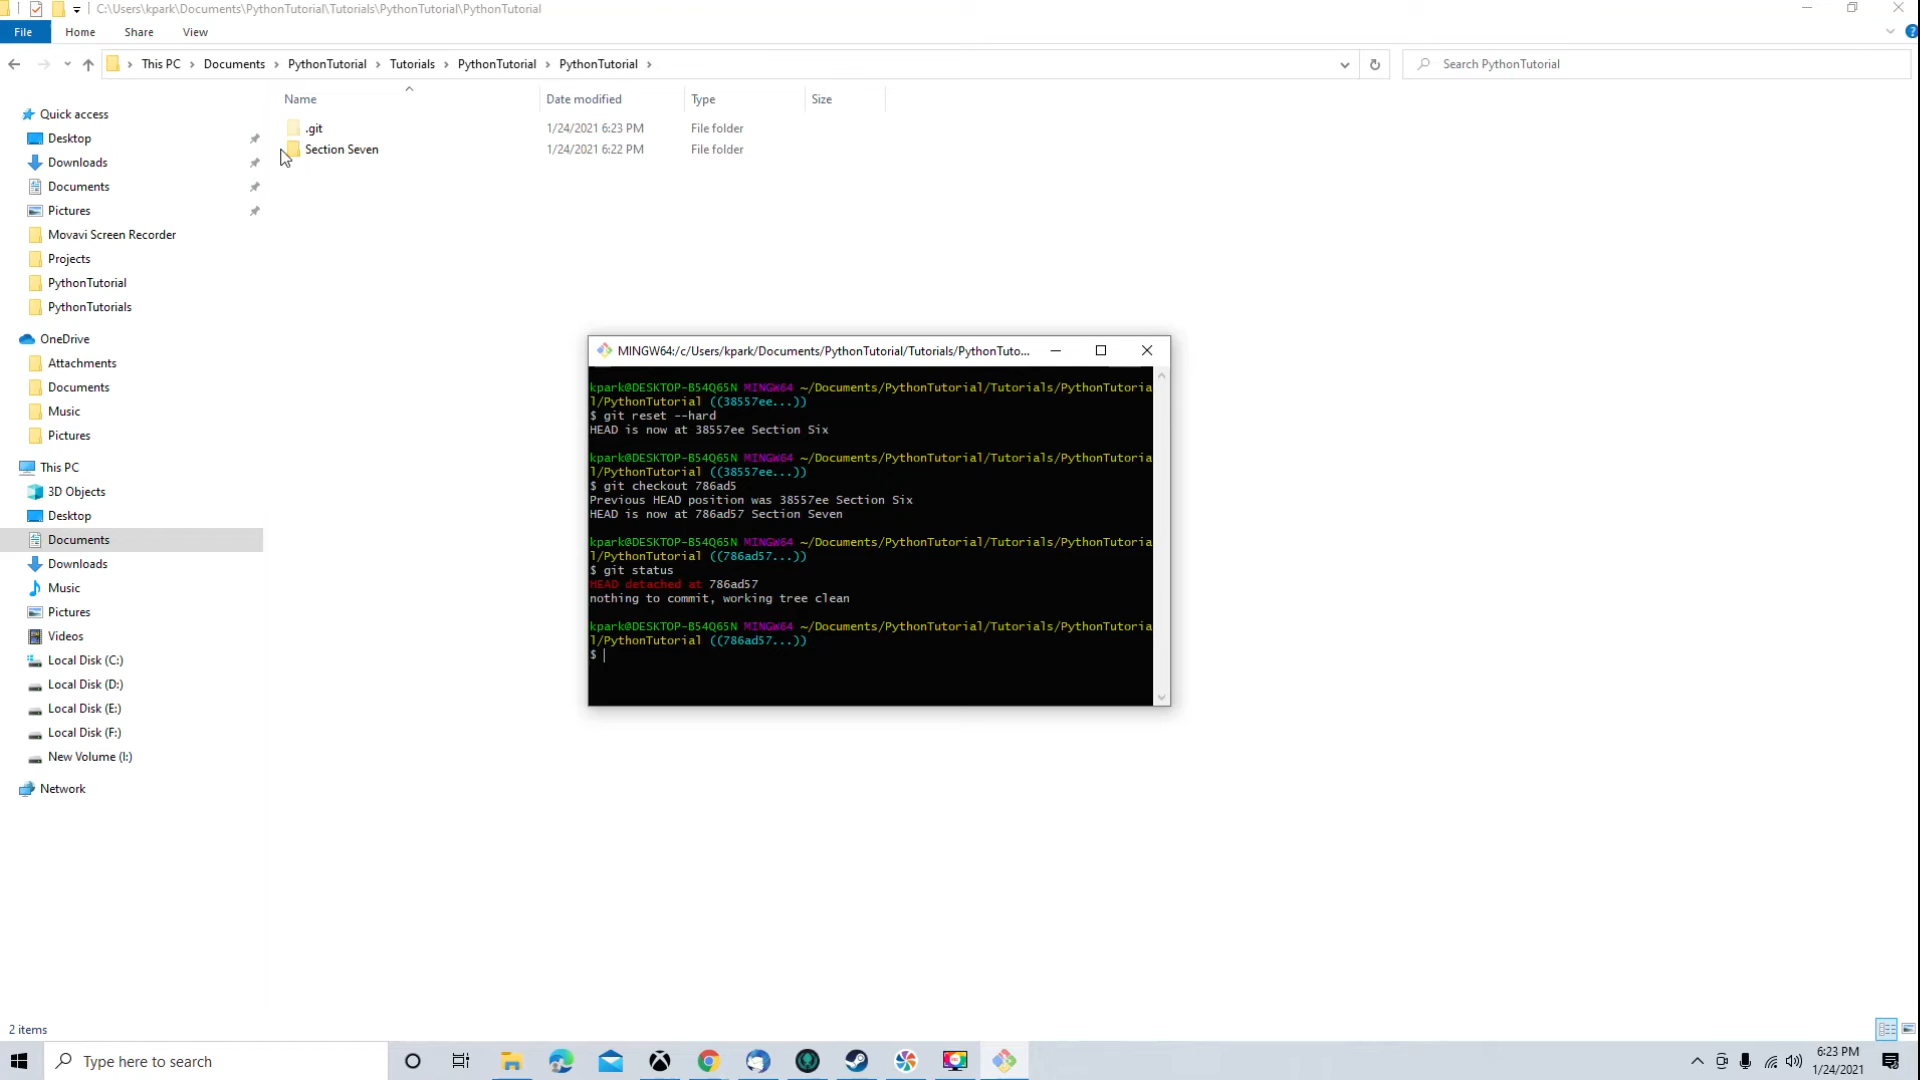 C:\Users\kpark\Documents\PythonTutorial\Tutorials\PythonTutorial\PythonTutorial
File Home Share View
This PC Documents PythonTutorial Tutorials PythonTutorial PythonTutorial
Search PythonTutorial
Name Date modified Type Size
.git 1/24/2021 6:23 PM File folder
Section Seven 1/24/2021 6:22 PM File folder
Quick access
Desktop
Downloads
Documents
Pictures
Movavi Screen Recorder
Projects
PythonTutorial
PythonTutorials
OneDrive
Attachments
Documents
Music
Pictures
This PC
3D Objects
Desktop
Documents
Downloads
Music
Pictures
Videos
Local Disk (C:)
Local Disk (D:)
Local Disk (E:)
Local Disk (F:)
New Volume (I:)
Network
MINGW64:/c/Users/kpark/Documents/PythonTutorial/Tutorials/PythonTuto...
kpark@DESKTOP-B54Q65N MINGW64 ~/Documents/PythonTutorial/Tutorials/PythonTutoria
l/PythonTutorial ((38557ee...))
$ git reset --hard
HEAD is now at 38557ee Section Six
kpark@DESKTOP-B54Q65N MINGW64 ~/Documents/PythonTutorial/Tutorials/PythonTutoria
l/PythonTutorial ((38557ee...))
$ git checkout 786ad5
Previous HEAD position was 38557ee Section Six
HEAD is now at 786ad57 Section Seven
kpark@DESKTOP-B54Q65N MINGW64 ~/Documents/PythonTutorial/Tutorials/PythonTutoria
l/PythonTutorial ((786ad57...))
$ git status
HEAD detached at 786ad57
nothing to commit, working tree clean
kpark@DESKTOP-B54Q65N MINGW64 ~/Documents/PythonTutorial/Tutorials/PythonTutoria
l/PythonTutorial ((786ad57...))
$
2 items
Type here to search
6:23 PM
1/24/2021